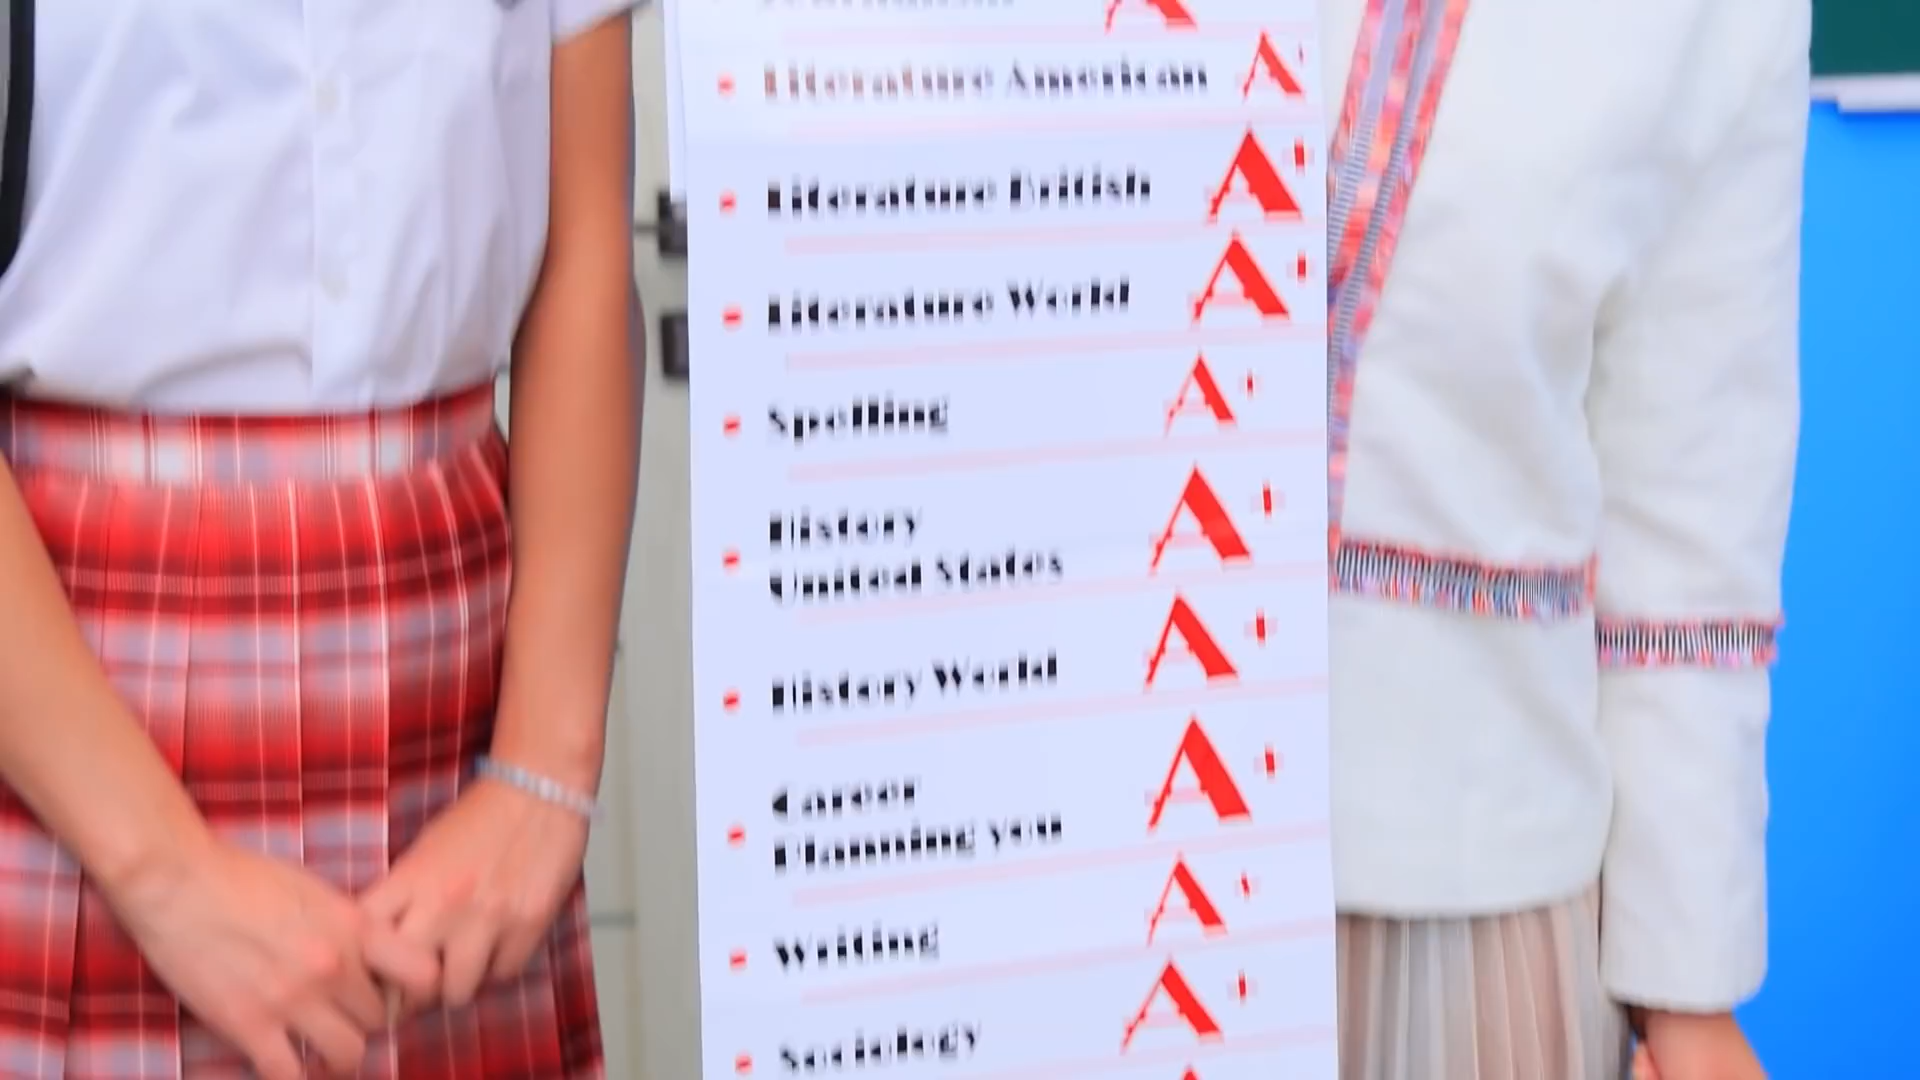 Literature American A+
Literature British A+
Literature World A+
Spelling A+
History
United States A+
History World A+
Career
Planning you A+
Writing A+
Sociology A+